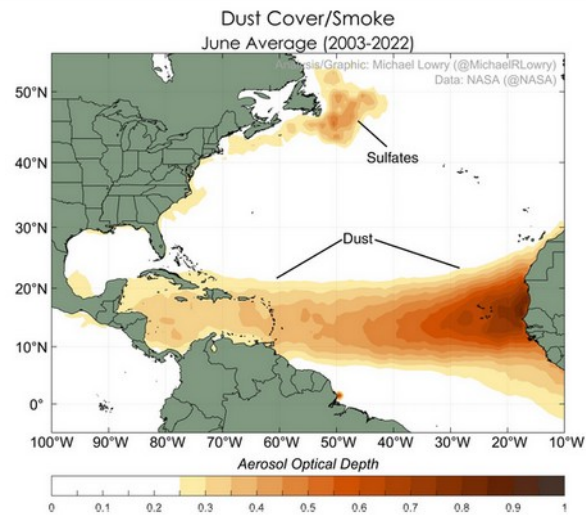 Dust Cover/Smoke
June Average (2003-2022)
Analysis/Graphic: Michael Lowry (@MichaelRLowry)
Data: NASA (@NASA)
50°N
40°N
30°N
20°N
10°N
0°
Sulfates
Dust
100°W 90°W 80°W 70°W 60°W 50°W 40°W 30°W 20°W 10°W
Aerosol Optical Depth
0 0.1 0.2 0.3 0.4 0.5 0.6 0.7 0.8 0.9 1